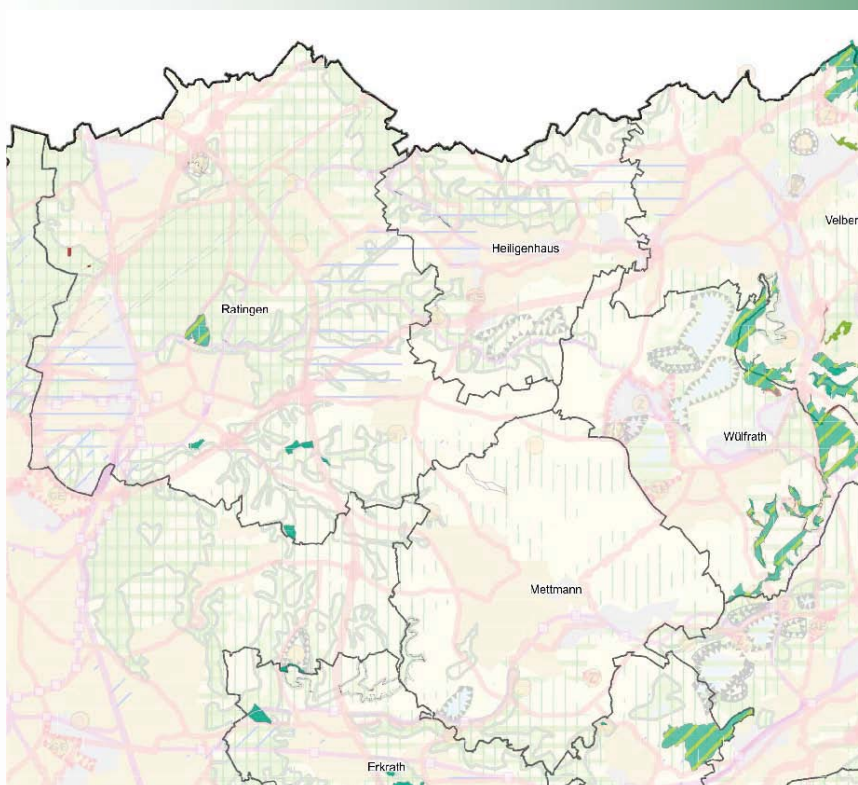 Velber
Heiligenhaus
Ratingen
Wülfrath
Mettmann
Erkrath